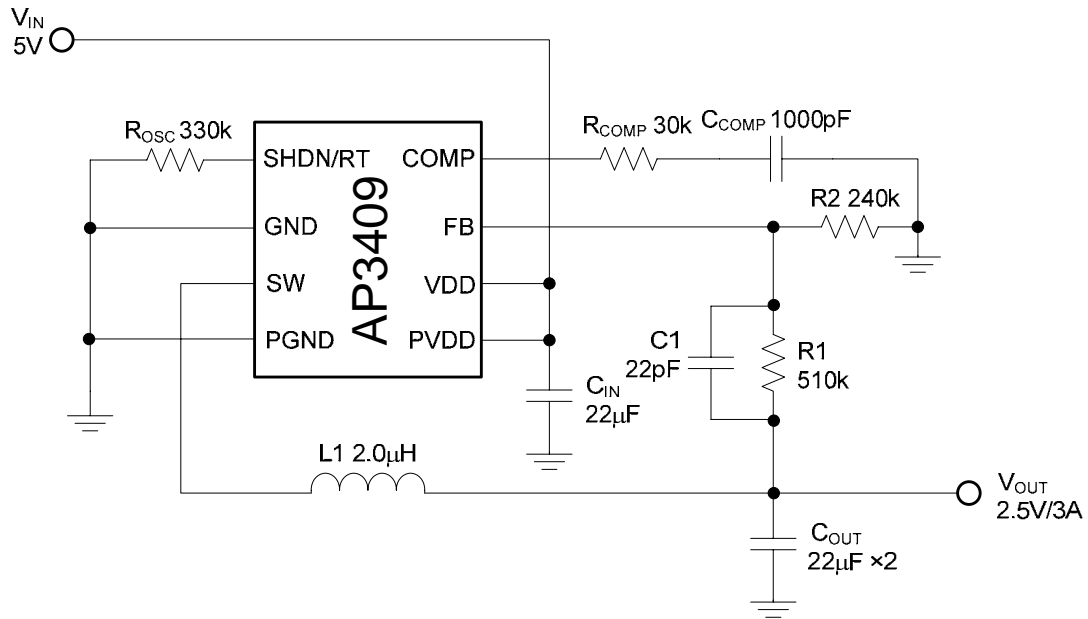 VIN
5V
ROSC 330k
SHDN/RT
COMP
RCOMP 30k
CCOMP 1000pF
GND
FB
R2 240k
SW
VDD
PGND
PVDD
AP3409
C1
22pF
R1
510k
CIN
22μF
L1 2.0μH
VOUT
2.5V/3A
COUT
22μF ×2